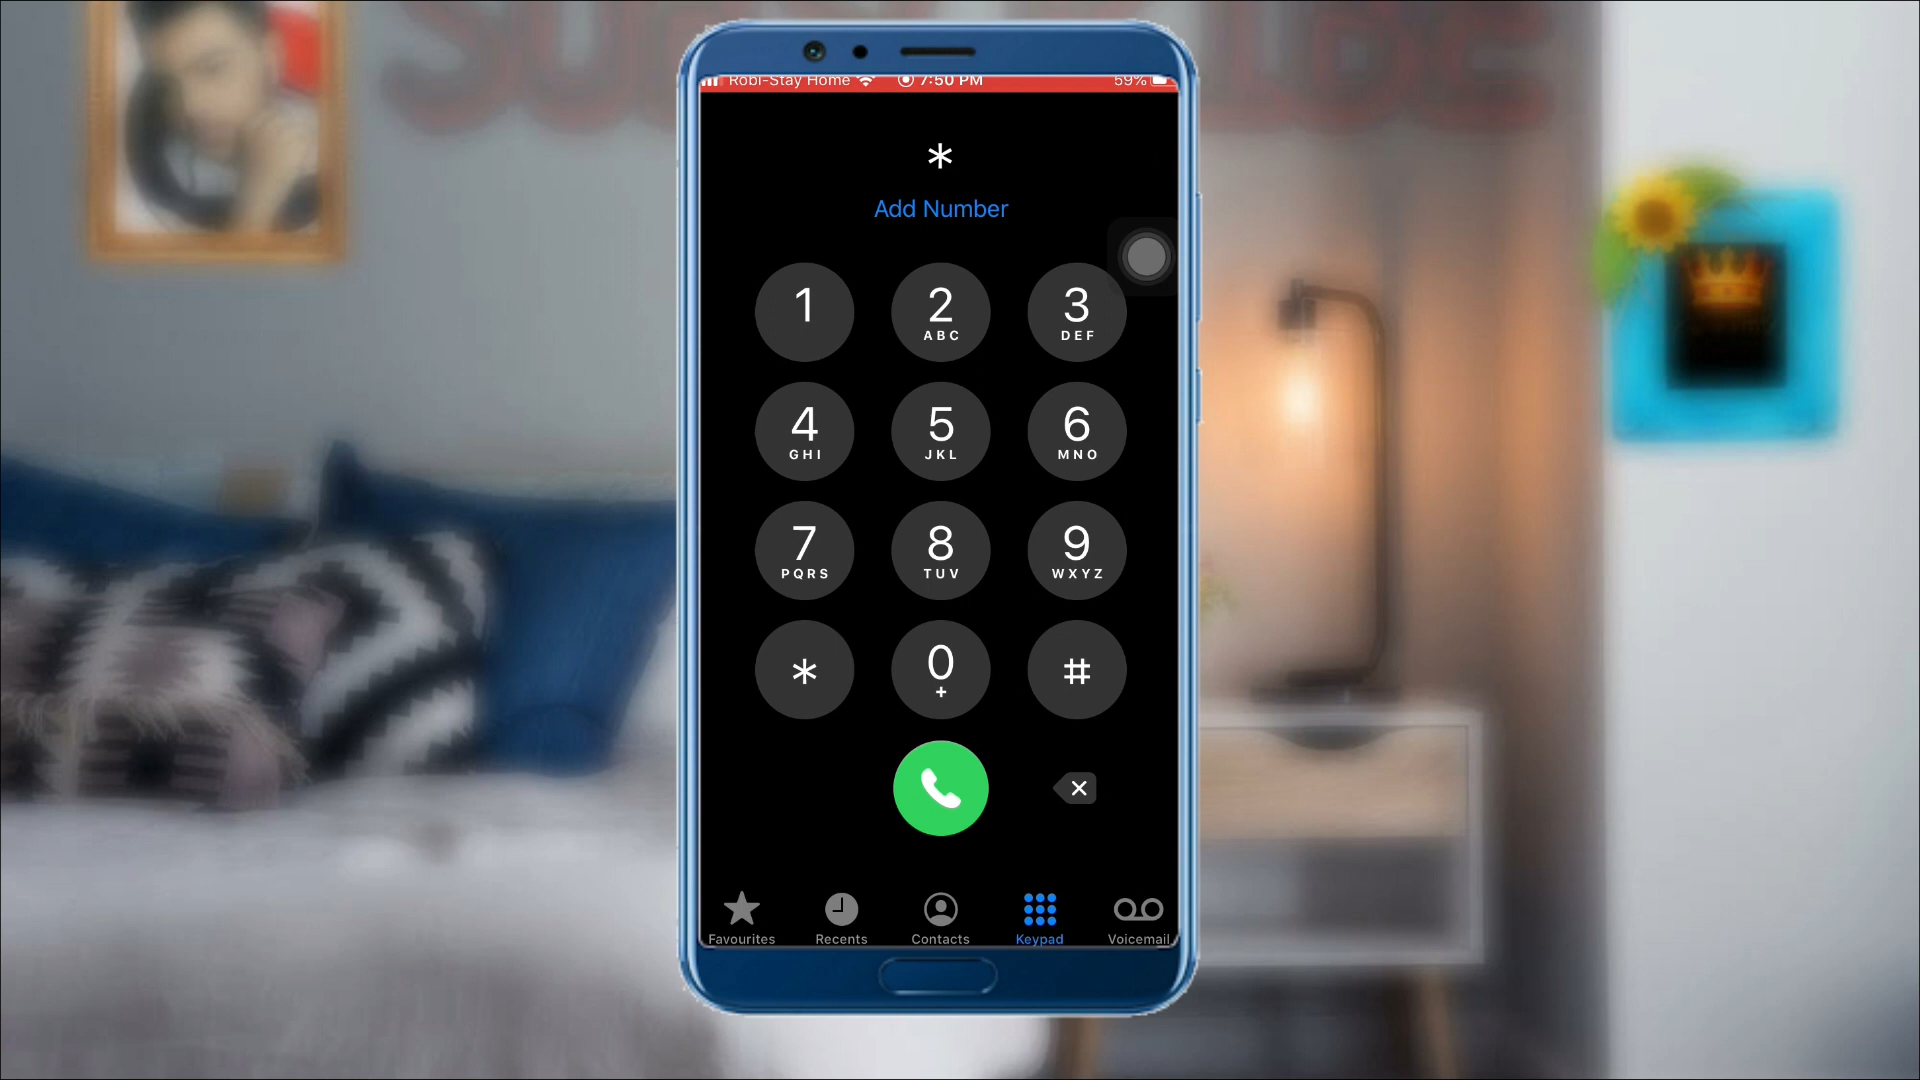 Robi-Stay Home 7:50 PM 59%
*
Add Number
1 2 3
ABC DEF
4 5 6
GHI JKL MNO
7 8 9
PQRS TUV WXYZ
* 0 #
+
Favourites Recents Contacts Keypad Voicemail